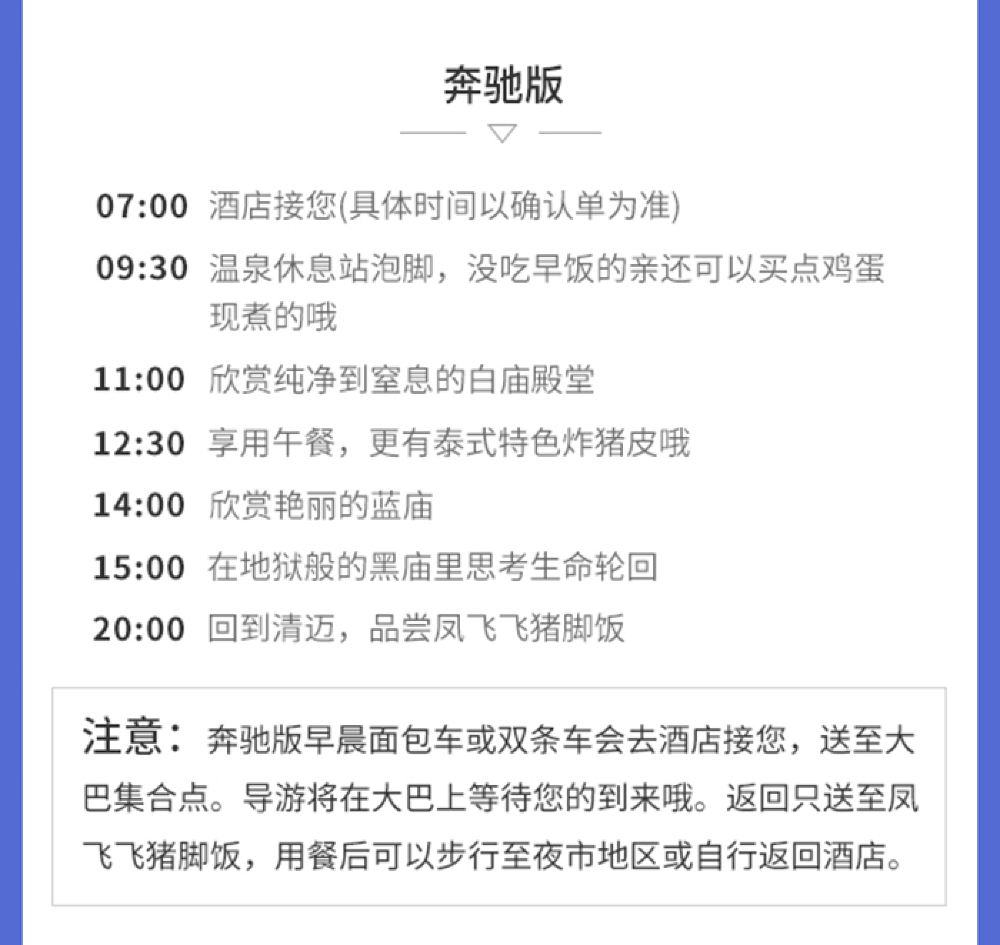 奔驰版
07:00 酒店接您(具体时间以确认单为准)
09:30 温泉休息站泡脚，没吃早饭的亲还可以买点鸡蛋
现煮的哦
11:00 欣赏纯净到窒息的白庙殿堂
12:30 享用午餐，更有泰式特色炸猪皮哦
14:00 欣赏艳丽的蓝庙
15:00 在地狱般的黑庙里思考生命轮回
20:00 回到清迈，品尝凤飞飞猪脚饭
注意：奔驰版早晨面包车或双条车会去酒店接您，送至大
巴集合点。导游将在大巴上等待您的到来哦。返回只送至凤
飞飞猪脚饭，用餐后可以步行至夜市地区或自行返回酒店。